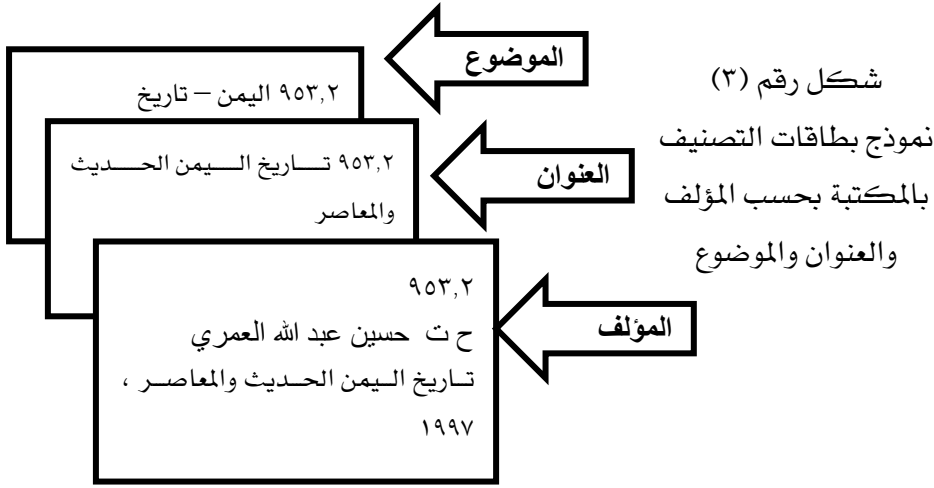 شكل رقم (٣)
نموذج بطاقات التصنيف
بالمكتبة بحسب المؤلف
والعنوان والموضوع
الموضوع
٩٥٣,٢ اليمن – تاريخ
العنوان
٩٥٣,٢ تاريخ اليمن الحديث
والمعاصر
المؤلف
٩٥٣,٢
ح ت حسين عبد الله العمري
تاريخ اليمن الحديث والمعاصر ،
١٩٩٧